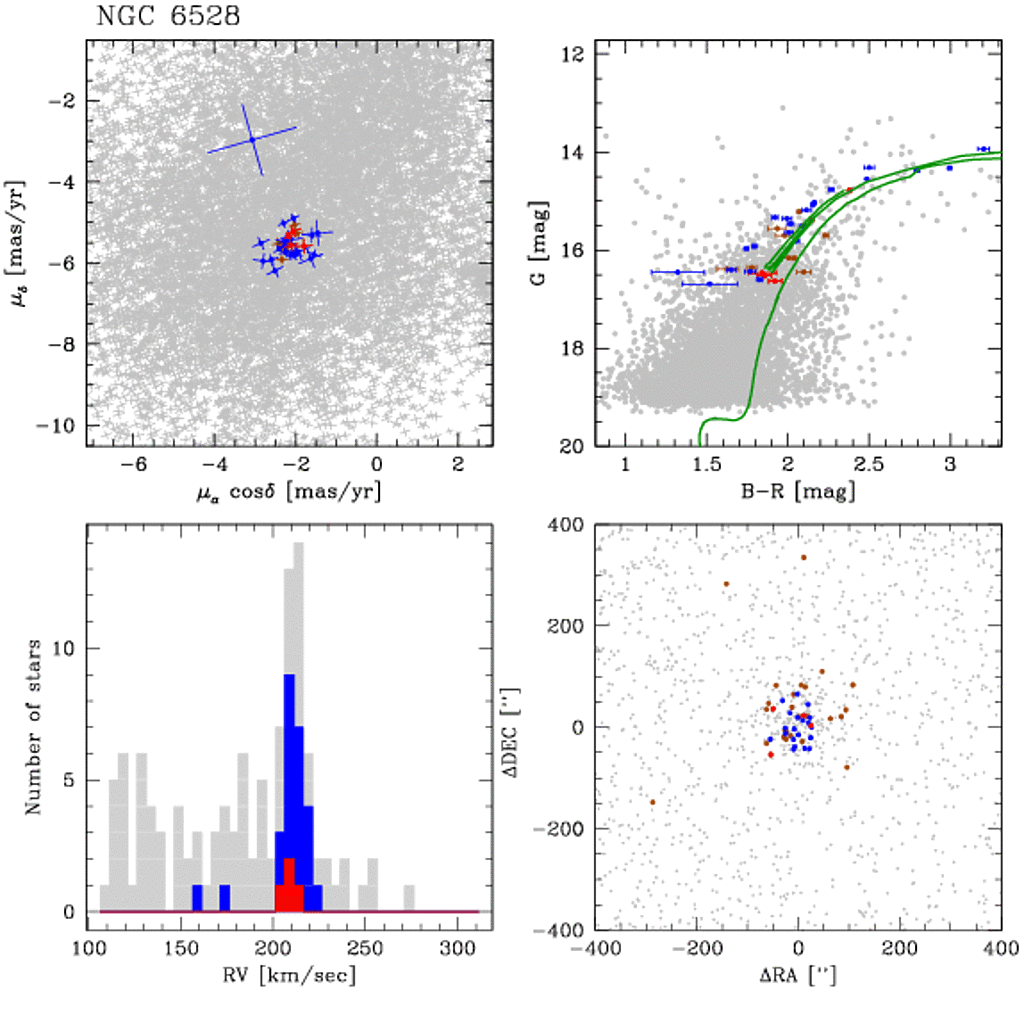 NGC 6528
−2
−4
−6
−8
−10
μδ [mas/yr]
−6 −4 −2 0 2
μα cosδ [mas/yr]
12
14
16
18
20
G [mag]
1 1.5 2 2.5 3
B−R [mag]
10
5
0
Number of stars
100 150 200 250 300
RV [km/sec]
400
200
0
−200
−400
ΔDEC [″]
−400 −200 0 200 400
ΔRA [″]